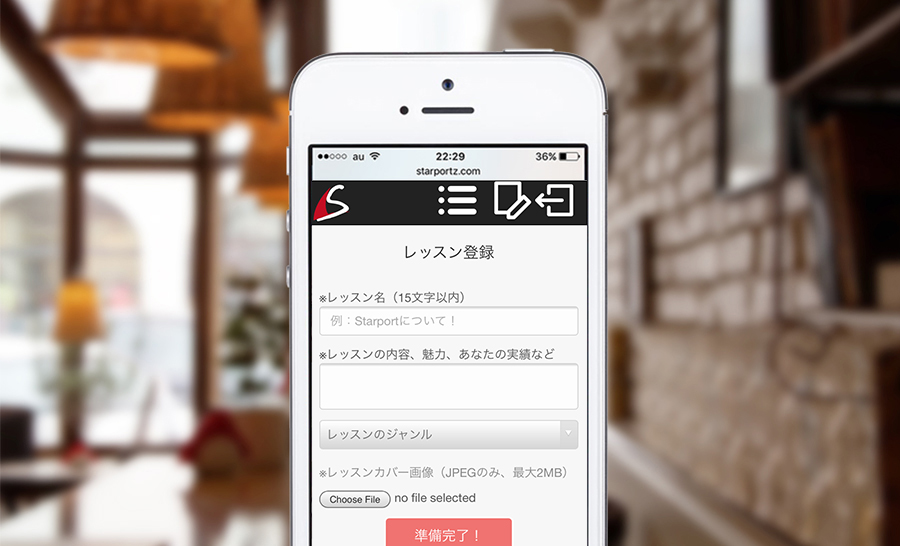 au 22:29 36%
starportz.com
S
レッスン登録
※レッスン名（15文字以内）
例：Starportについて！
※レッスンの内容、魅力、あなたの実績など
レッスンのジャンル
※レッスンカバー画像（JPEGのみ、最大2MB）
Choose File no file selected
準備完了！